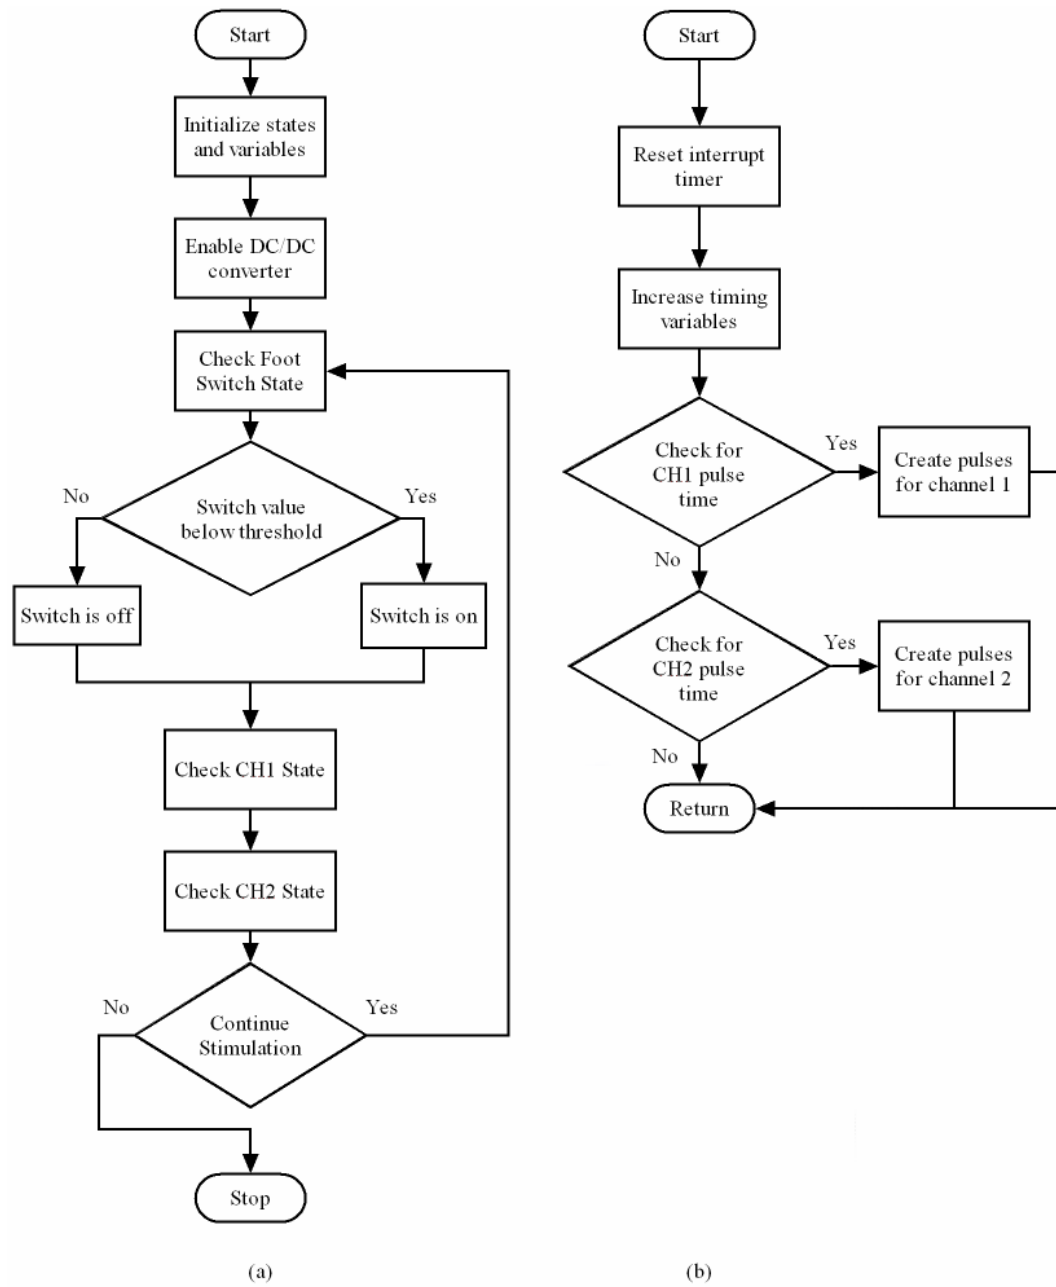 Start
Initialize states
and variables
Enable DC/DC
converter
Check Foot
Switch State
No
Yes
Switch value
below threshold
Switch is off
Switch is on
Check CH1 State
Check CH2 State
No
Yes
Continue
Stimulation
Stop
(a)
Start
Reset interrupt
timer
Increase timing
variables
Check for
CH1 pulse
time
Yes
Create pulses
for channel 1
No
Check for
CH2 pulse
time
Yes
Create pulses
for channel 2
No
Return
(b)